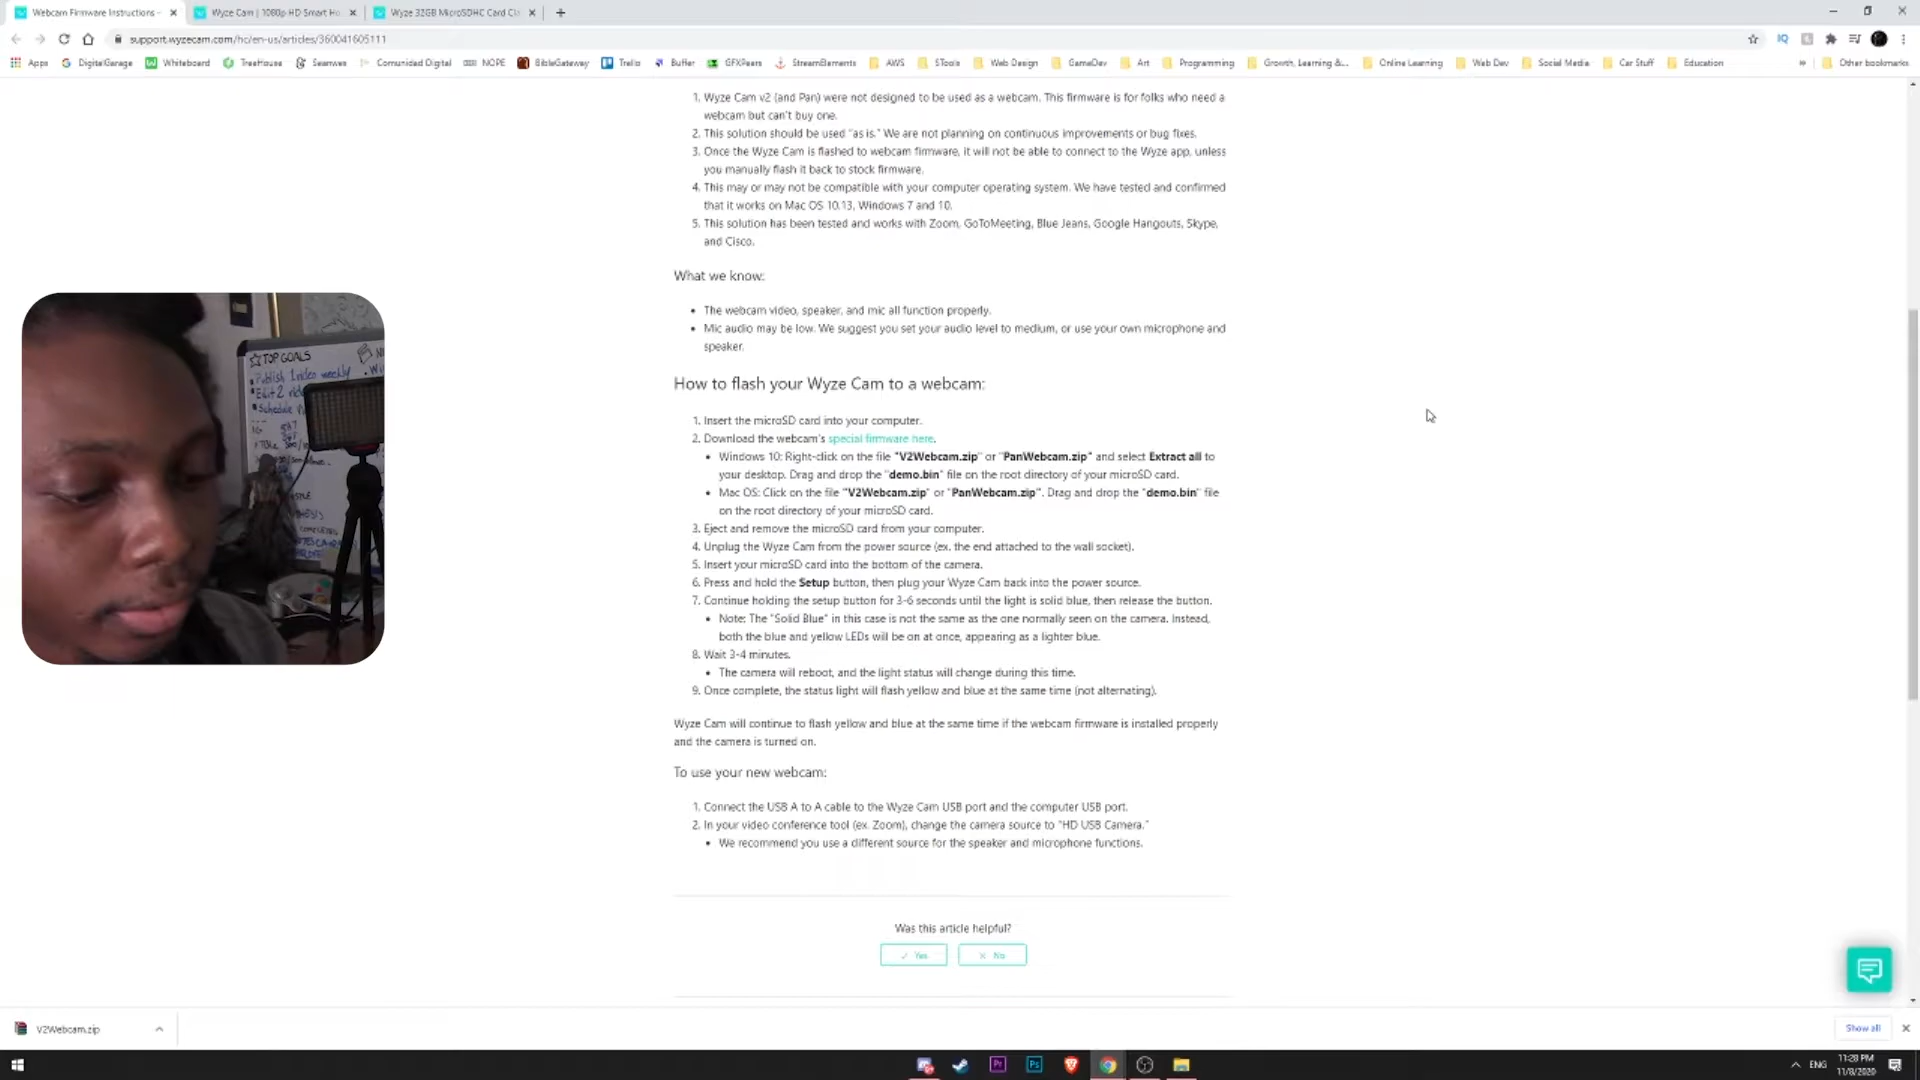 Webcam Firmware Instructions -
Wyze Cam | 1080p HD Smart Ho
Wyze 32GB MicroSDHC Card Cl
support.wyzecam.com/hc/en-us/articles/360041605111
Apps DigitalGarage Whiteboard TreeHouse Seanwes Comunidad Digital NOPE BibleGateway Trello Buffer GFXPeers StreamElements AWS STools Web Design GameDev Art Programming Growth, Learning &... Online Learning Web Dev Social Media Car Stuff Education » Other bookmarks
1. Wyze Cam v2 (and Pan) were not designed to be used as a webcam. This firmware is for folks who need a
webcam but can't buy one.
2. This solution should be used "as is." We are not planning on continuous improvements or bug fixes.
3. Once the Wyze Cam is flashed to webcam firmware, it will not be able to connect to the Wyze app, unless
you manually flash it back to stock firmware.
4. This may or may not be compatible with your computer operating system. We have tested and confirmed
that it works on Mac OS 10.13, Windows 7 and 10.
5. This solution has been tested and works with Zoom, GoToMeeting, Blue Jeans, Google Hangouts, Skype,
and Cisco.
What we know:
• The webcam video, speaker, and mic all function properly.
• Mic audio may be low. We suggest you set your audio level to medium, or use your own microphone and
speaker.
How to flash your Wyze Cam to a webcam:
1. Insert the microSD card into your computer.
2. Download the webcam's special firmware here.
• Windows 10: Right-click on the file "V2Webcam.zip" or "PanWebcam.zip" and select Extract all to
your desktop. Drag and drop the "demo.bin" file on the root directory of your microSD card.
• Mac OS: Click on the file "V2Webcam.zip" or "PanWebcam.zip". Drag and drop the "demo.bin" file
on the root directory of your microSD card.
3. Eject and remove the microSD card from your computer.
4. Unplug the Wyze Cam from the power source (ex. the end attached to the wall socket).
5. Insert your microSD card into the bottom of the camera.
6. Press and hold the Setup button, then plug your Wyze Cam back into the power source.
7. Continue holding the setup button for 3-6 seconds until the light is solid blue, then release the button.
• Note: The "Solid Blue" in this case is not the same as the one normally seen on the camera. Instead,
both the blue and yellow LEDs will be on at once, appearing as a lighter blue.
8. Wait 3-4 minutes.
• The camera will reboot, and the light status will change during this time.
9. Once complete, the status light will flash yellow and blue at the same time (not alternating).
Wyze Cam will continue to flash yellow and blue at the same time if the webcam firmware is installed properly
and the camera is turned on.
To use your new webcam:
1. Connect the USB A to A cable to the Wyze Cam USB port and the computer USB port.
2. In your video conference tool (ex. Zoom), change the camera source to "HD USB Camera."
• We recommend you use a different source for the speaker and microphone functions.
Was this article helpful?
Yes No
TOP GOALS
Publish 1 video weekly
Edit 2
Schedule
V2Webcam.zip
Show all
Pr Ps
ENG
11:28 PM
11/8/2020